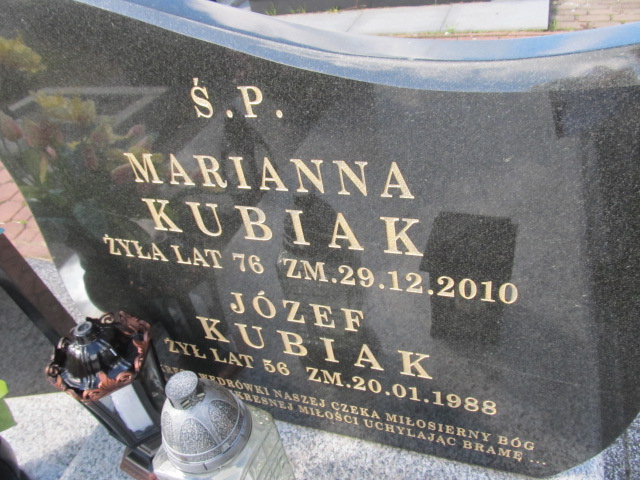 Ś.P.
MARIANNA
KUBIAK
ŻYŁA LAT 76 ZM.29.12.2010
JÓZEF
KUBIAK
ŻYŁ LAT 56 ZM.20.01.1988
WĘDRÓWKI NASZEJ CZEKA MIŁOSIERNY BÓG
MIŁOŚCI UCHYLAJĄC BRAMĘ ...